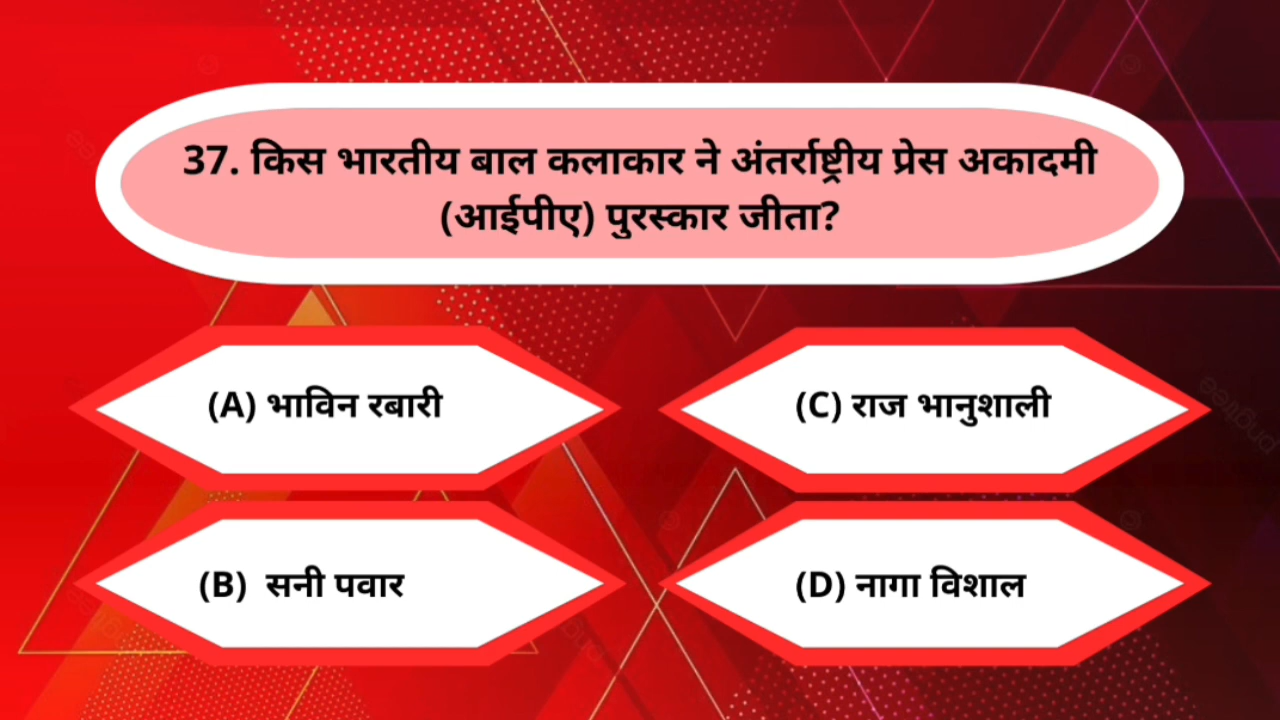 37. किस भारतीय बाल कलाकार ने अंतर्राष्ट्रीय प्रेस अकादमी
(आईपीए) पुरस्कार जीता?
(A) भाविन रबारी
(B) सनी पवार
(C) राज भानुशाली
(D) नागा विशाल